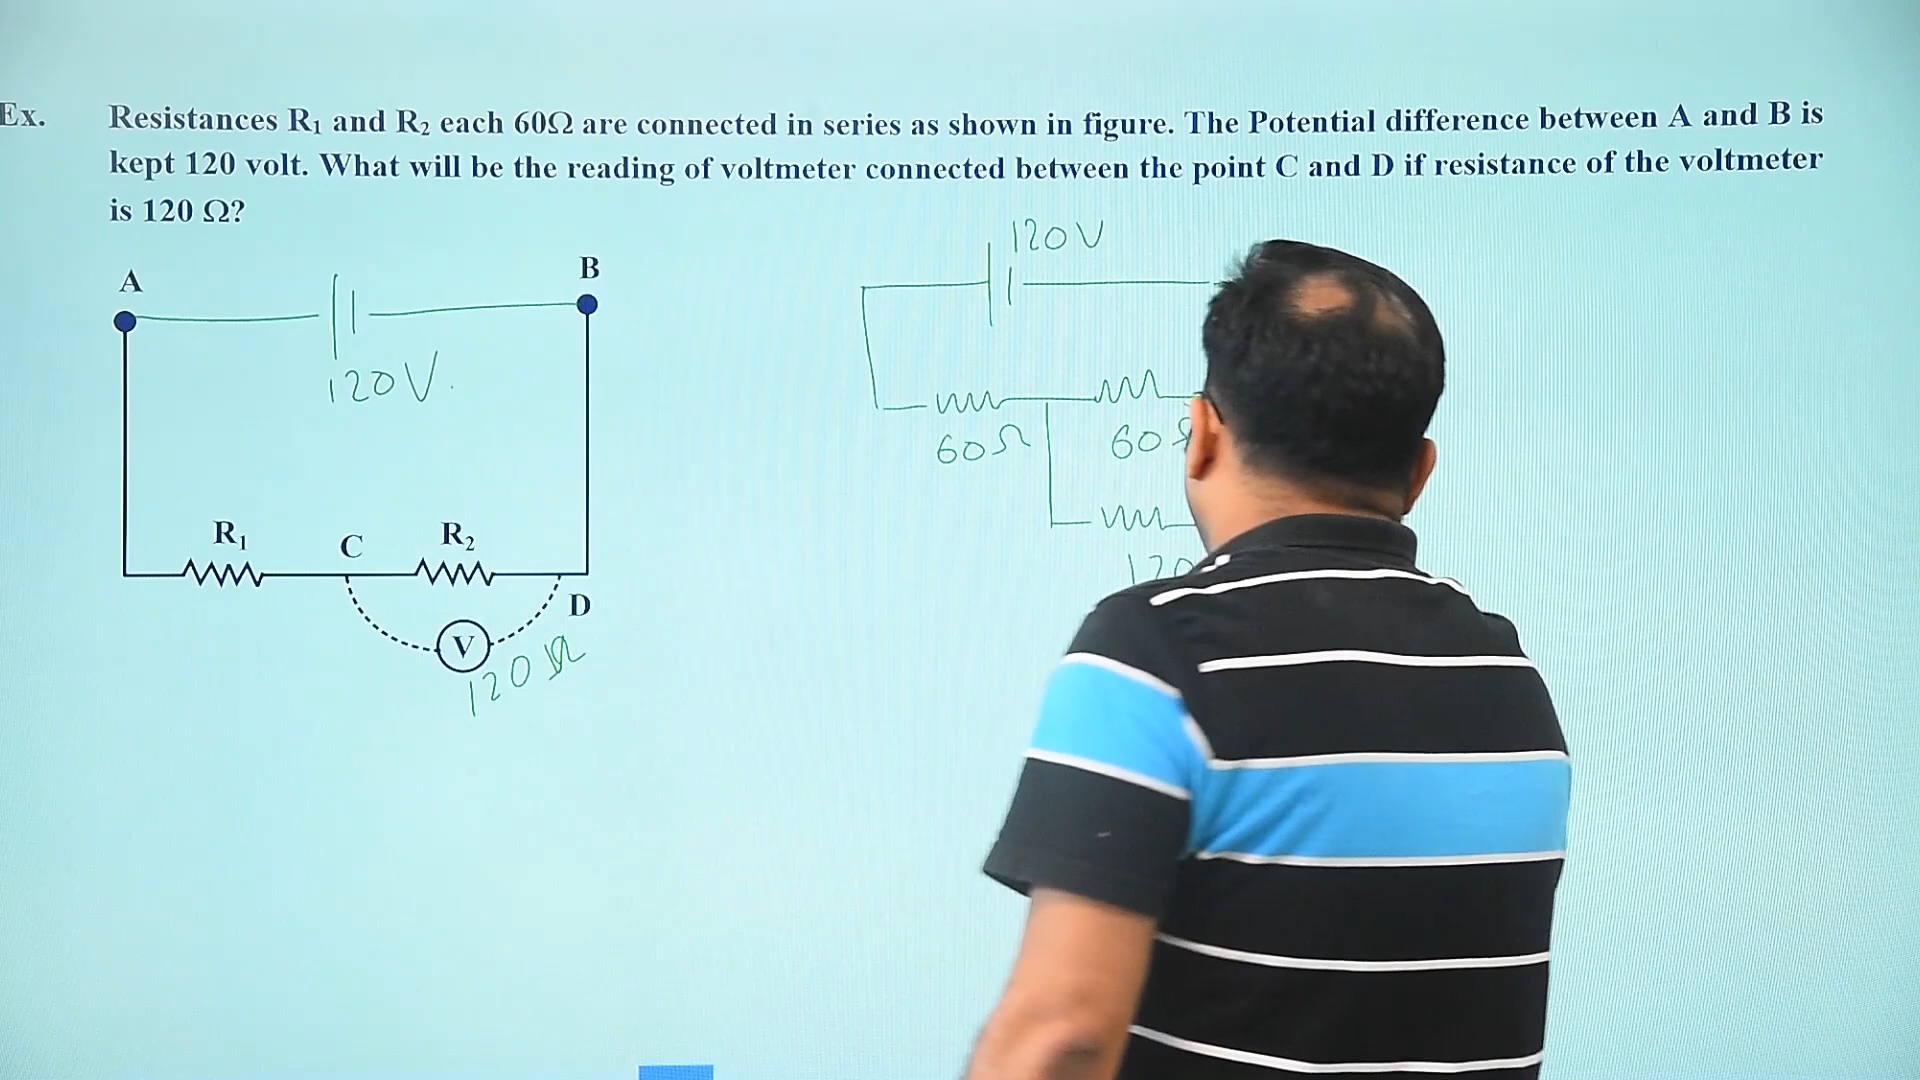 Ex. Resistances R₁ and R₂ each 60Ω are connected in series as shown in figure. The Potential difference between A and B is
kept 120 volt. What will be the reading of voltmeter connected between the point C and D if resistance of the voltmeter
is 120 Ω?
A
B
120V.
R₁
C
R₂
D
V
120Ω
120V
60Ω
60
120